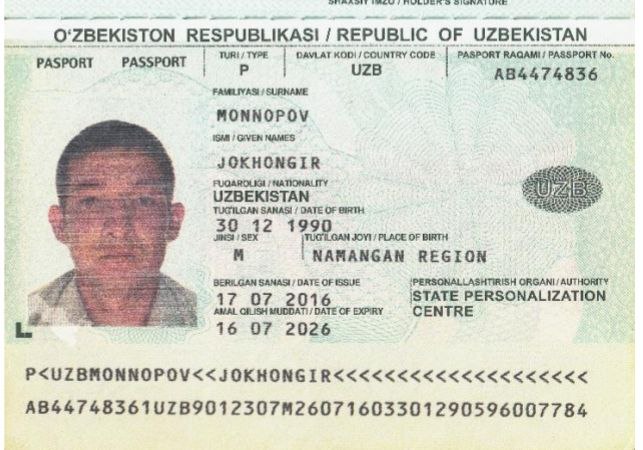 SHAXSIY IMZO / HOLDER'S SIGNATURE
O'ZBEKISTON RESPUBLIKASI / REPUBLIC OF UZBEKISTAN
PASPORT PASSPORT
TURI / TYPE DAVLAT KODI / COUNTRY CODE PASPORT RAQAMI / PASSPORT No.
P UZB AB4474836
FAMILIYASI / SURNAME
MONNOPOV
ISMI / GIVEN NAMES
JOKHONGIR
FUQAROLIGI / NATIONALITY
UZBEKISTAN
TUG'ILGAN SANASI / DATE OF BIRTH
30 12 1990
JINSI / SEX TUG'ILGAN JOYI / PLACE OF BIRTH
M NAMANGAN REGION
BERILGAN SANASI / DATE OF ISSUE PERSONALLASHTIRISH ORGANI / AUTHORITY
17 07 2016 STATE PERSONALIZATION
AMAL QILISH MUDDATI / DATE OF EXPIRY CENTRE
16 07 2026
UZB
P<UZBMONNOPOV<<JOKHONGIR<<<<<<<<<<<<<<<<<<<<
AB44748361UZB9012307M26071603301290596007784